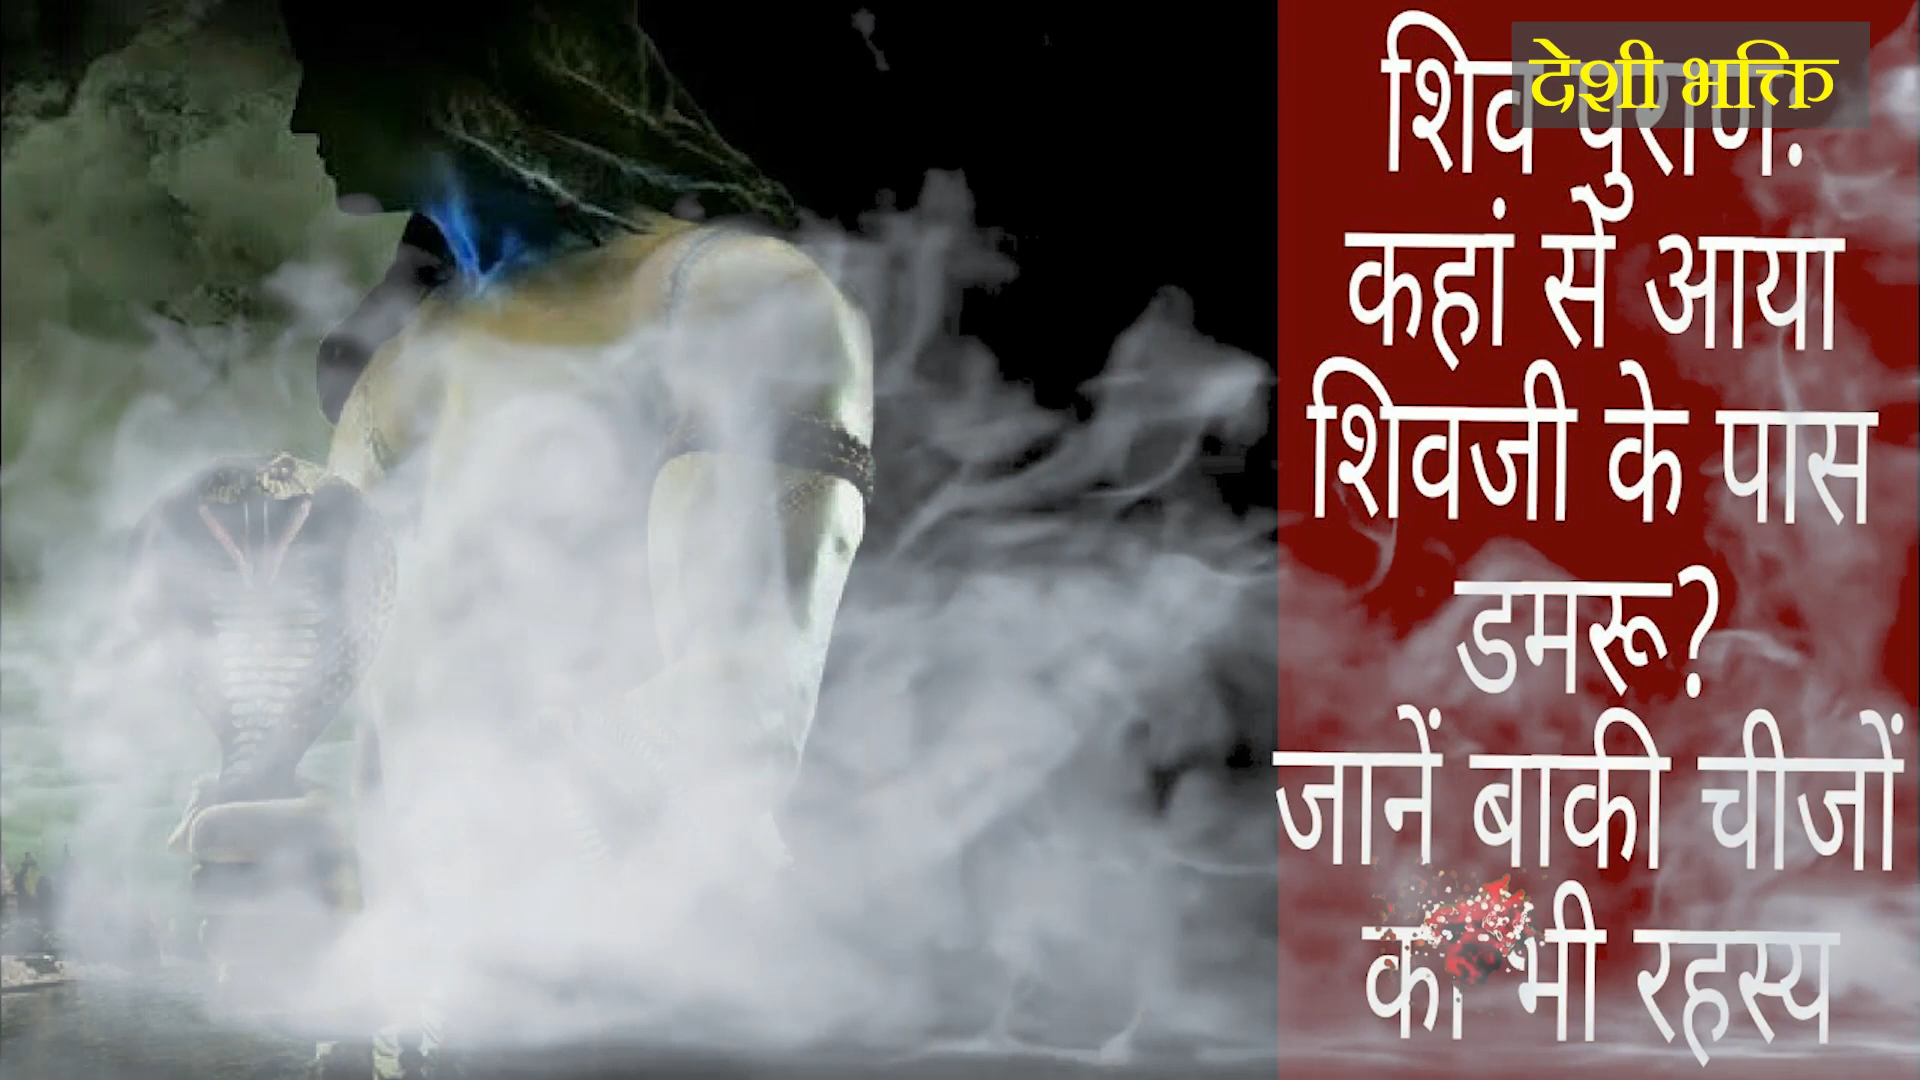 देशी भक्ति
शिव पुराण:
कहां से आया
शिवजी के पास
डमरू?
जानें बाकी चीजों
का भी रहस्य